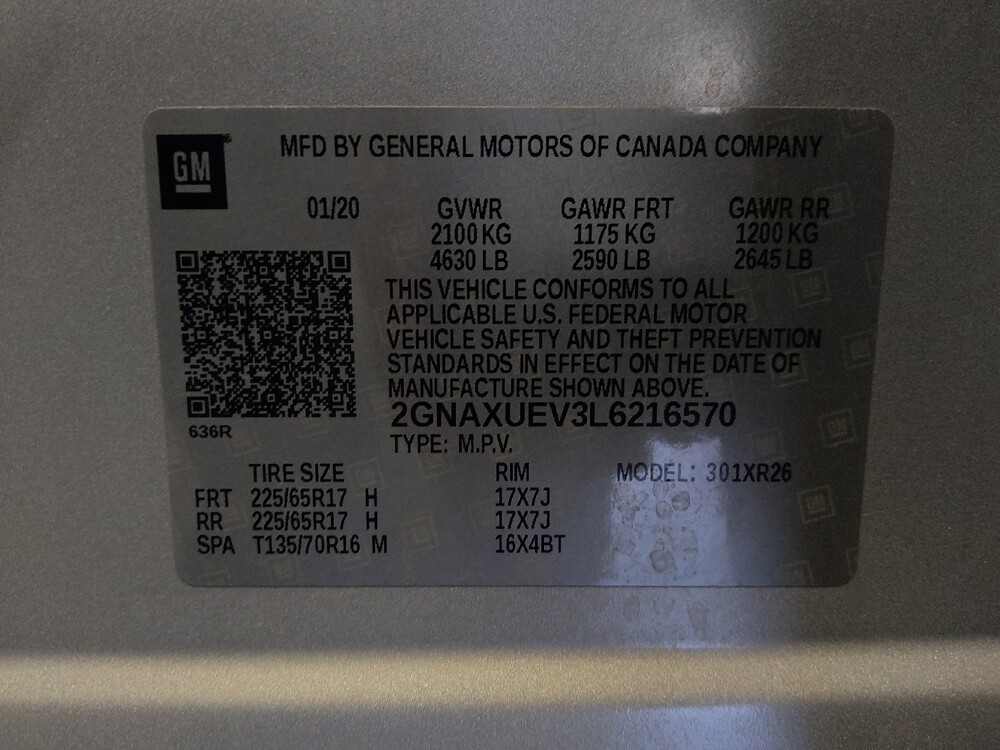 GM
MFD BY GENERAL MOTORS OF CANADA COMPANY
01/20 GVWR GAWR FRT GAWR RR
2100 KG 1175 KG 1200 KG
4630 LB 2590 LB 2645 LB
THIS VEHICLE CONFORMS TO ALL
APPLICABLE U.S. FEDERAL MOTOR
VEHICLE SAFETY AND THEFT PREVENTION
STANDARDS IN EFFECT ON THE DATE OF
MANUFACTURE SHOWN ABOVE.
2GNAXUEV3L6216570
636R
TYPE: M.P.V.
TIRE SIZE RIM MODEL: 301XR26
FRT 225/65R17 H 17X7J
RR 225/65R17 H 17X7J
SPA T135/70R16 M 16X4BT